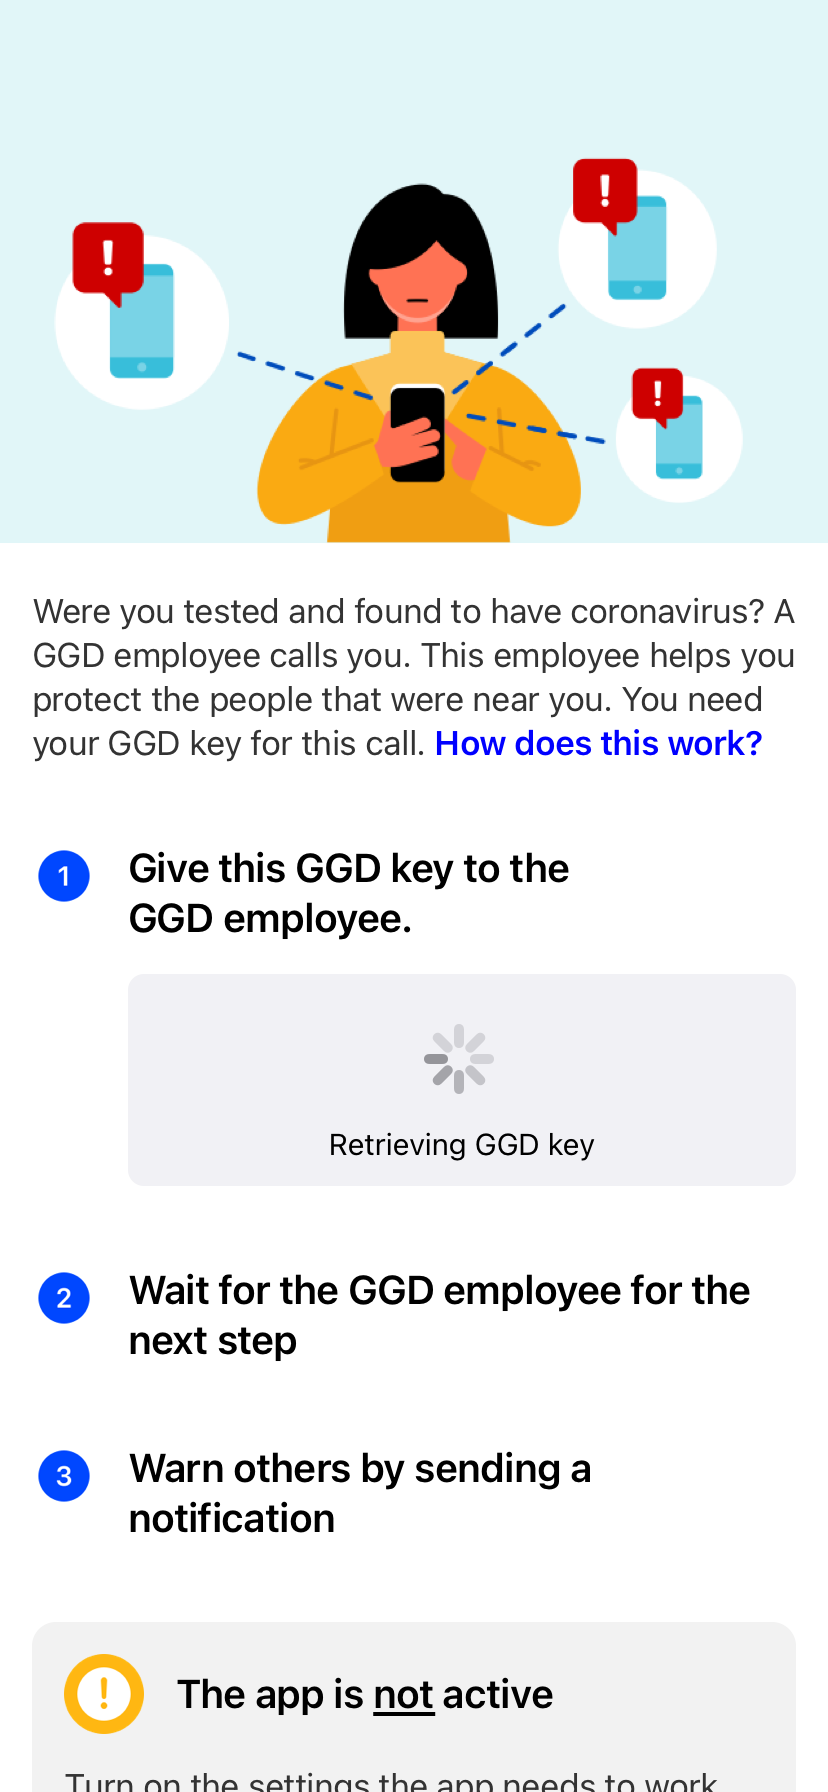 Were you tested and found to have coronavirus? A
GGD employee calls you. This employee helps you
protect the people that were near you. You need
your GGD key for this call. How does this work?
1
Give this GGD key to the
GGD employee.
Retrieving GGD key
2
Wait for the GGD employee for the
next step
3
Warn others by sending a
notification
The app is not active
Turn on the settings the app needs to work